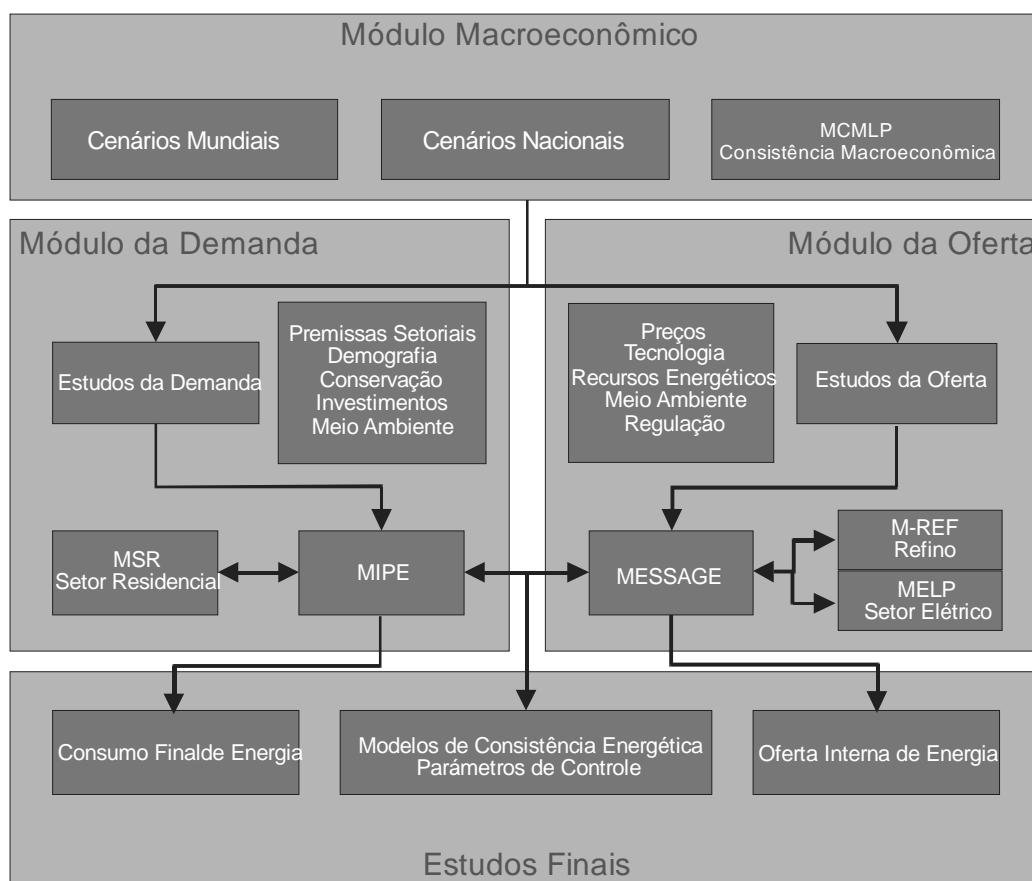 Módulo Macroeconômico
Cenários Mundiais
Cenários Nacionais
MCMLP
Consistência Macroeconômica
Módulo da Demanda
Módulo da Oferta
Estudos da Demanda
Premissas Setoriais
Demografia
Conservação
Investimentos
Meio Ambiente
Preços
Tecnologia
Recursos Energéticos
Meio Ambiente
Regulação
Estudos da Oferta
MSR
Setor Residencial
MIPE
MESSAGE
M-REF
Refino
MELP
Setor Elétrico
Consumo Finalde Energia
Modelos de Consistência Energética
Parámetros de Controle
Oferta Interna de Energia
Estudos Finais